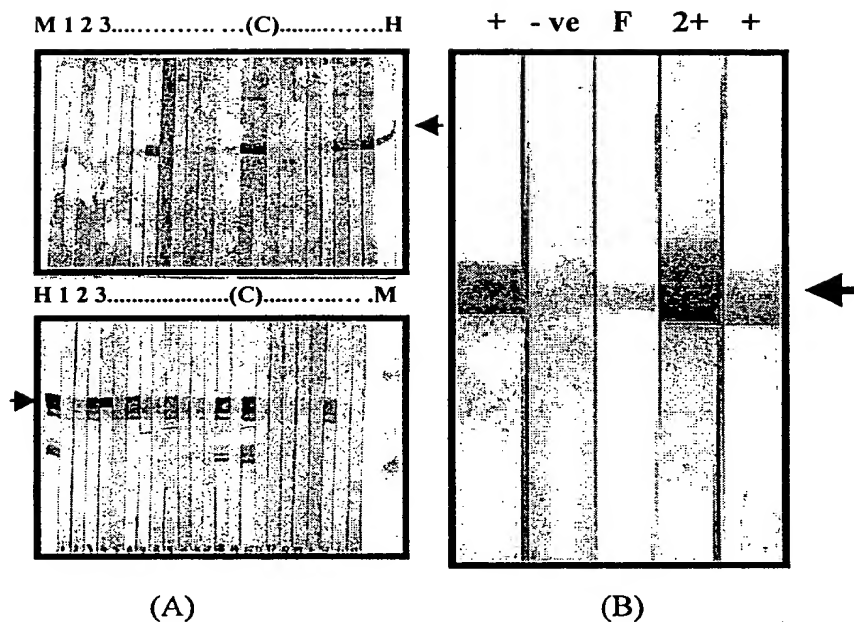 M 1 2 3.................. ...(C)...............H
+ - ve F 2+ +
H 1 2 3.......................(C)............. .M
(A) (B)